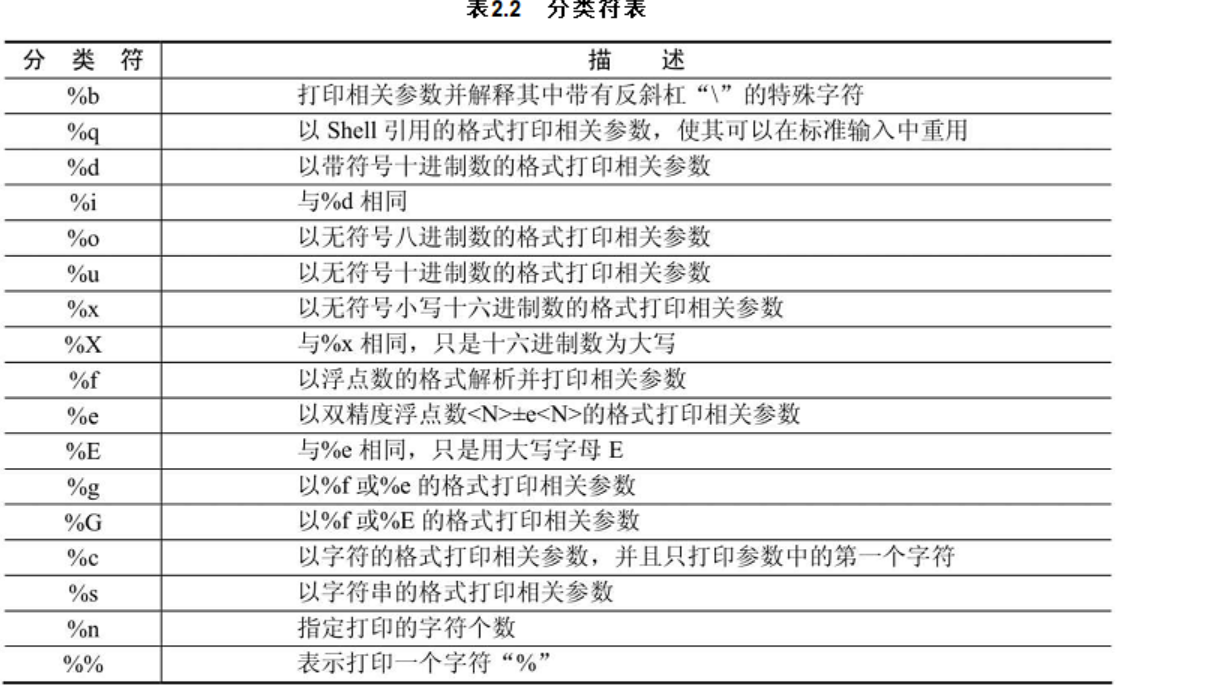 表2.2 分类符表
分 类 符 描 述
%b 打印相关参数并解释其中带有反斜杠“\”的特殊字符
%q 以 Shell 引用的格式打印相关参数，使其可以在标准输入中重用
%d 以带符号十进制数的格式打印相关参数
%i 与%d 相同
%o 以无符号八进制数的格式打印相关参数
%u 以无符号十进制数的格式打印相关参数
%x 以无符号小写十六进制数的格式打印相关参数
%X 与%x 相同，只是十六进制数为大写
%f 以浮点数的格式解析并打印相关参数
%e 以双精度浮点数<N>±e<N>的格式打印相关参数
%E 与%e 相同，只是用大写字母 E
%g 以%f 或%e 的格式打印相关参数
%G 以%f 或%E 的格式打印相关参数
%c 以字符的格式打印相关参数，并且只打印参数中的第一个字符
%s 以字符串的格式打印相关参数
%n 指定打印的字符个数
%% 表示打印一个字符“%”